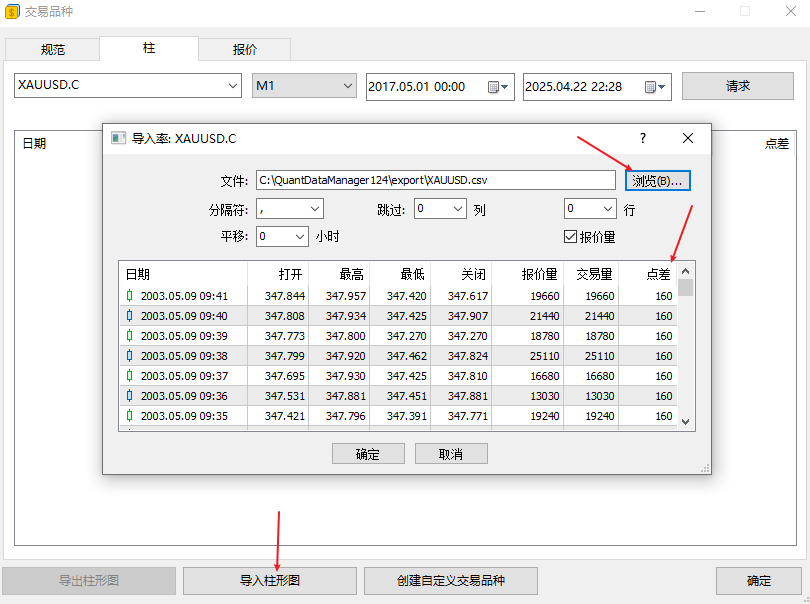 交易品种
规范 柱 报价
XAUUSD.C M1 2017.05.01 00:00 2025.04.22 22:28 请求
日期 点差
导入率: XAUUSD.C ?
文件: C:\QuantDataManager124\export\XAUUSD.csv 浏览(B)...
分隔符: , 跳过: 0 列 0 行
平移: 0 小时 报价量
日期 打开 最高 最低 关闭 报价量 交易量 点差
2003.05.09 09:41 347.844 347.957 347.420 347.617 19660 19660 160
2003.05.09 09:40 347.808 347.934 347.425 347.907 21440 21440 160
2003.05.09 09:39 347.773 347.800 347.270 347.270 18780 18780 160
2003.05.09 09:38 347.799 347.920 347.462 347.824 25110 25110 160
2003.05.09 09:37 347.695 347.930 347.425 347.810 16680 16680 160
2003.05.09 09:36 347.531 347.881 347.451 347.881 13030 13030 160
2003.05.09 09:35 347.421 347.796 347.391 347.771 19240 19240 160
确定 取消
导出柱形图 导入柱形图 创建自定义交易品种 确定